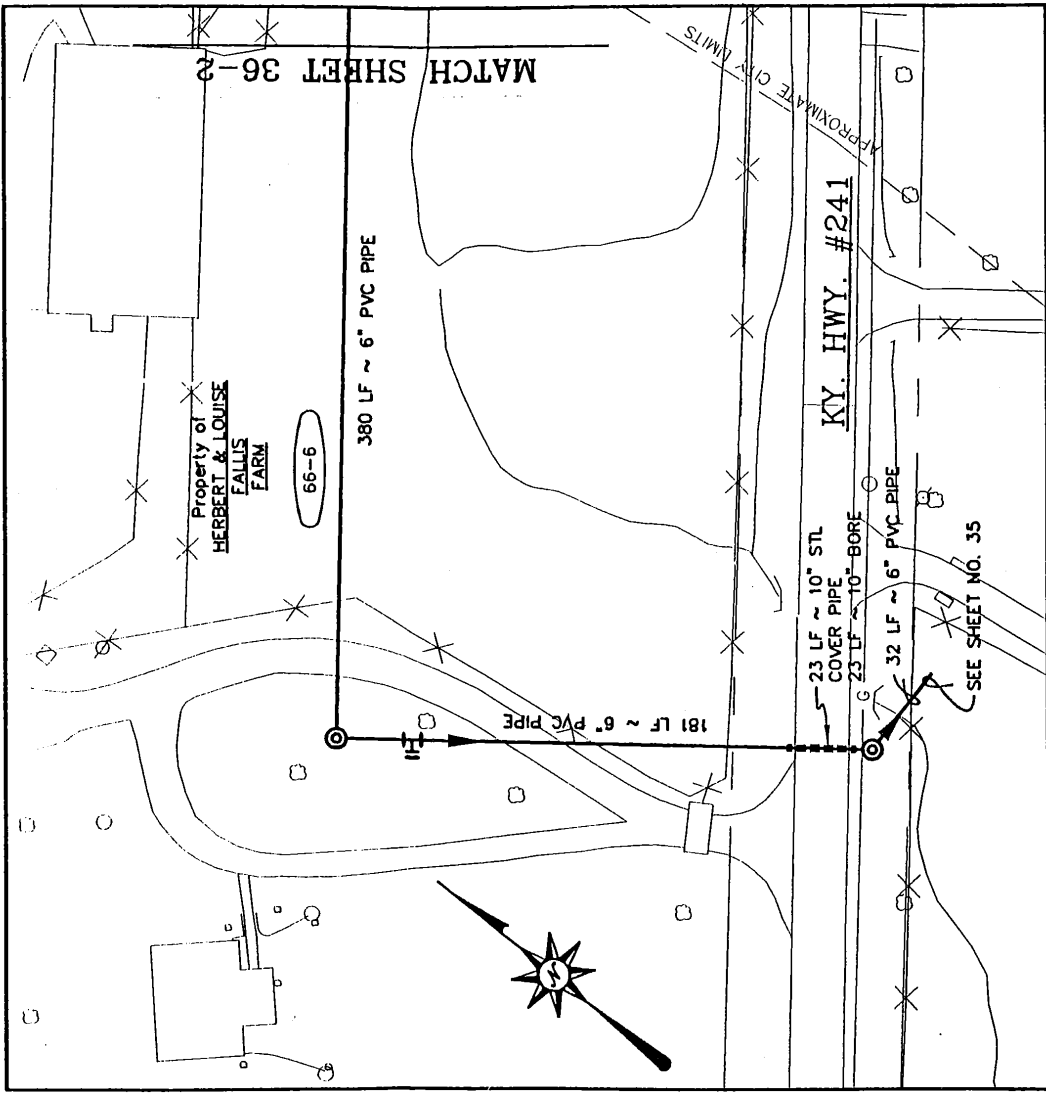 MATCH SHEET 36-2
APPROXIMATE CITY LIMITS
Property of
HERBERT & LOUISE
FALLIS
FARM
66-6
380 LF ~ 6" PVC PIPE
KY. HWY. #241
181 LF ~ 6" PVC PIPE
23 LF ~ 10" STL
COVER PIPE
23 LF ~ 10" BORE
32 LF ~ 6" PVC PIPE
G
SEE SHEET NO. 35
N